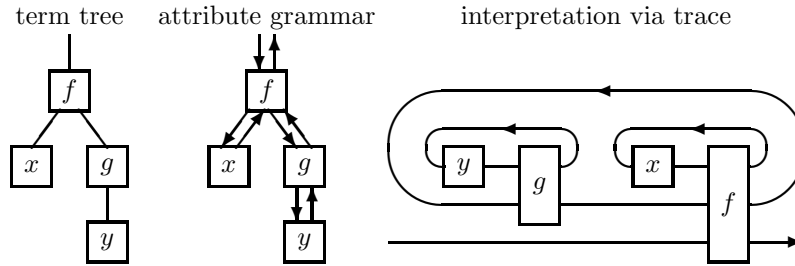 term tree attribute grammar interpretation via trace
f f
x g x g y g x f
y y